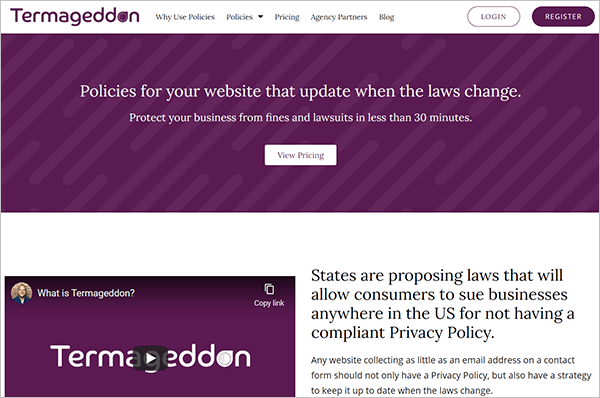 Termageddon
Why Use Policies
Policies
Pricing
Agency Partners
Blog
LOGIN
REGISTER
Policies for your website that update when the laws change.
Protect your business from fines and lawsuits in less than 30 minutes.
View Pricing
What is Termageddon?
Copy link
Termageddon
States are proposing laws that will
allow consumers to sue businesses
anywhere in the US for not having a
compliant Privacy Policy.
Any website collecting as little as an email address on a contact
form should not only have a Privacy Policy, but also have a strategy
to keep it up to date when the laws change.